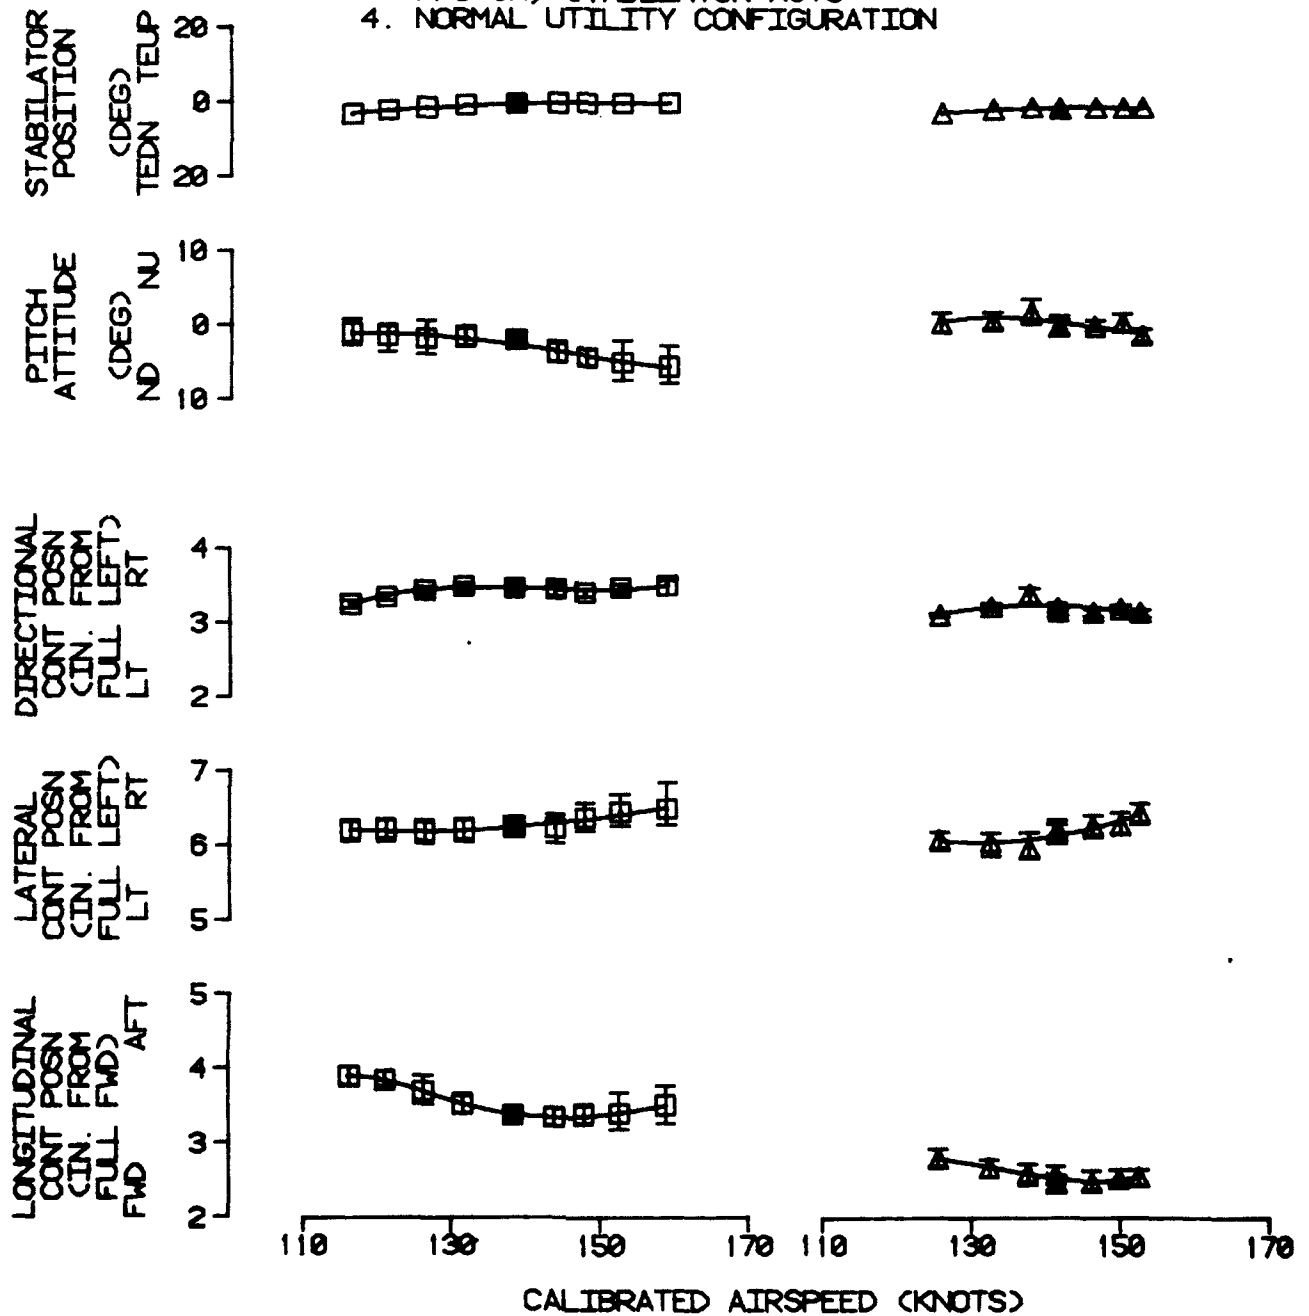 4. NORMAL UTILITY CONFIGURATION
STABILATOR
POSITION
(DEG)
TEDN TEUP
20
0
20
PITCH
ATTITUDE
(DEG)
ND NU
10
0
10
DIRECTIONAL
CONT POSN
(IN. FROM
FULL LEFT)
LT RT
4
3
2
LATERAL
CONT POSN
(IN. FROM
FULL LEFT)
LT RT
7
6
5
LONGITUDINAL
CONT POSN
(IN. FROM
FULL FWD)
FWD AFT
5
4
3
2
110 130 150 170 110 130 150 170
CALIBRATED AIRSPEED (KNOTS)